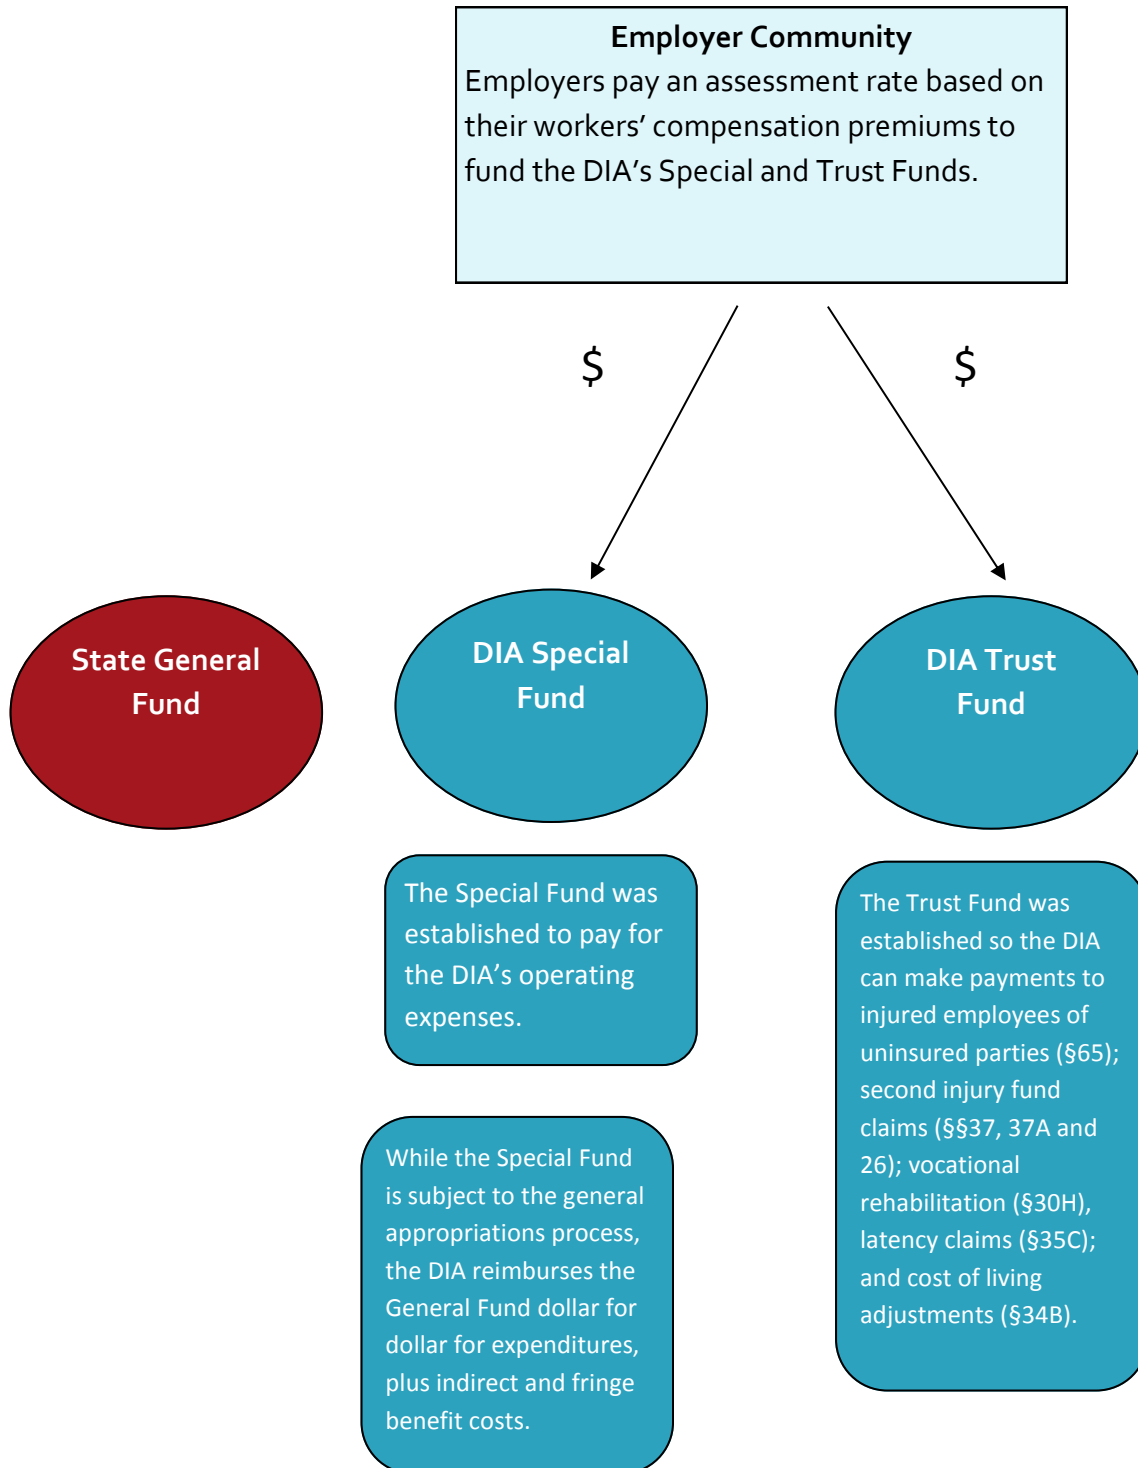 Employer Community
Employers pay an assessment rate based on
their workers’ compensation premiums to
fund the DIA’s Special and Trust Funds.
$
$
State General
Fund
DIA Special
Fund
DIA Trust
Fund
The Special Fund was
established to pay for
the DIA’s operating
expenses.
While the Special Fund
is subject to the general
appropriations process,
the DIA reimburses the
General Fund dollar for
dollar for expenditures,
plus indirect and fringe
benefit costs.
The Trust Fund was
established so the DIA
can make payments to
injured employees of
uninsured parties (§65);
second injury fund
claims (§§37, 37A and
26); vocational
rehabilitation (§30H),
latency claims (§35C);
and cost of living
adjustments (§34B).